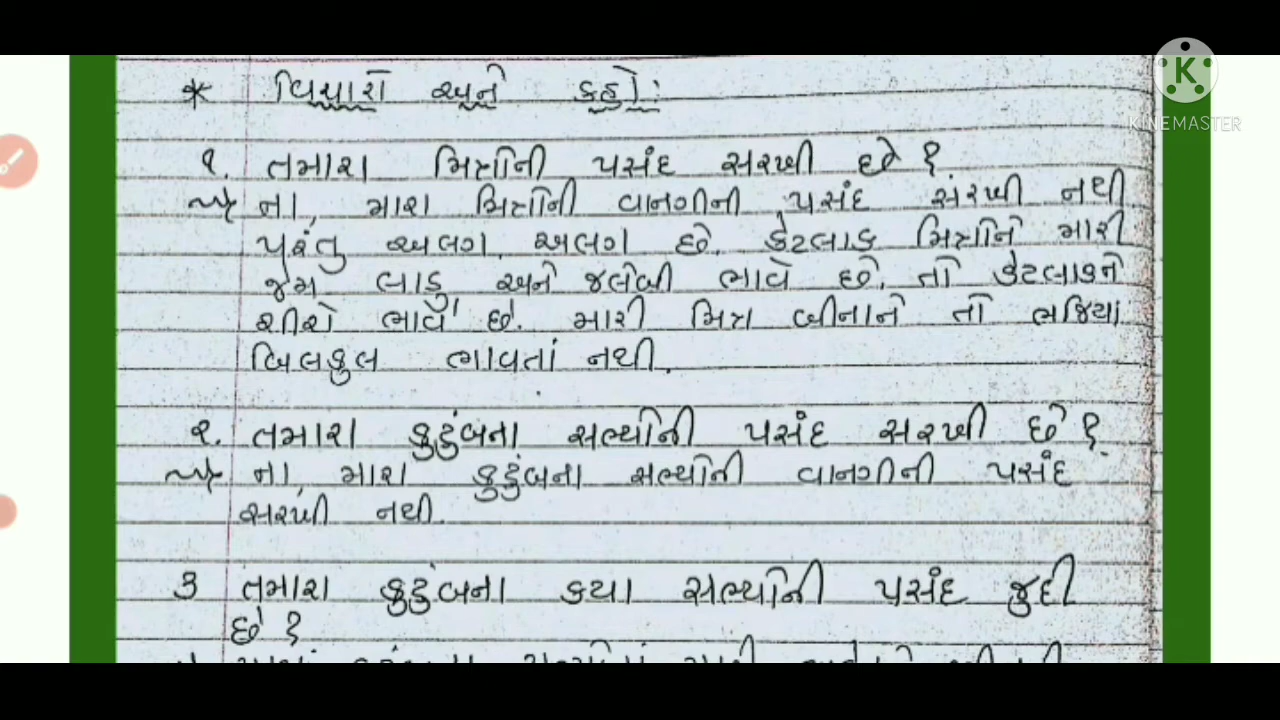 * વિચારો અને કહો:
૧. તમારા મિત્રોની પસંદ સરખી છે ?
ના, મારા મિત્રોની વાનગીની પસંદ સરખી નથી
પરંતુ અલગ અલગ છે. કેટલાક મિત્રોને મારી
જેમ લાડુ અને જલેબી ભાવે છે, તો કેટલાકને
શીરો ભાવે છે. મારી મિત્ર બીનાને તો ભજિયા
બિલકુલ ભાવતાં નથી.
૨. તમારા કુટુંબના સભ્યોની પસંદ સરખી છે ?
ના, મારા કુટુંબના સભ્યોની વાનગીની પસંદ
સરખી નથી.
૩ તમારા કુટુંબના કયા સભ્યોની પસંદ જુદી
છે ?
K
KINEMASTER